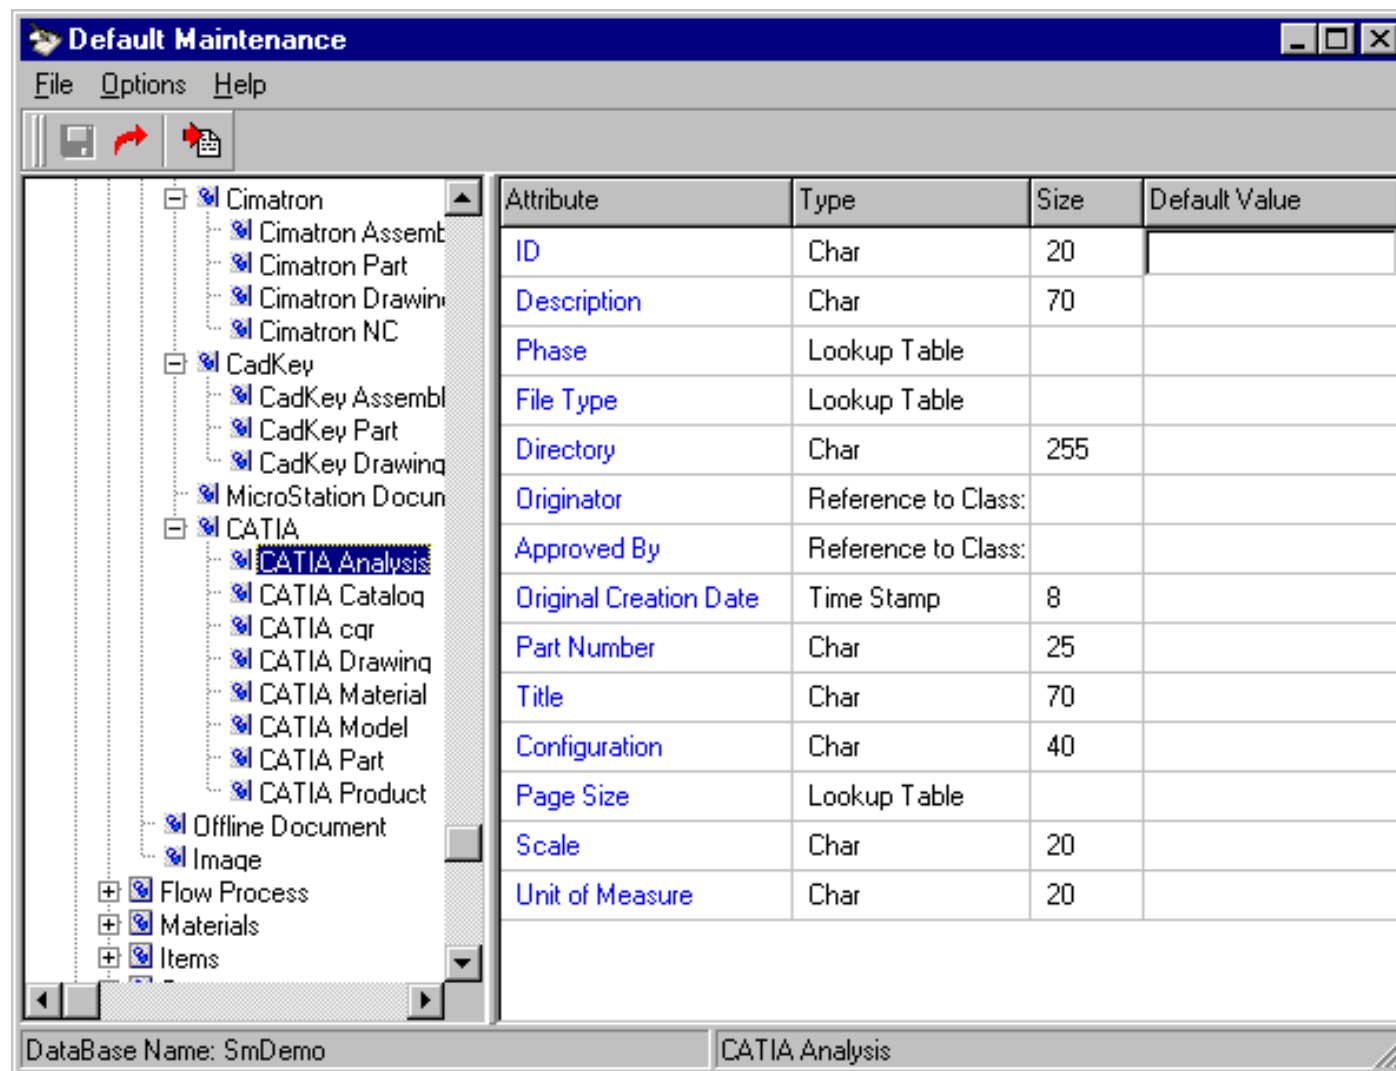 Default Maintenance
File Options Help
Cimatron
Cimatron Assemb
Cimatron Part
Cimatron Drawin
Cimatron NC
CadKey
CadKey Assembl
CadKey Part
CadKey Drawing
MicroStation Docum
CATIA
CATIA Analysis
CATIA Catalog
CATIA cgr
CATIA Drawing
CATIA Material
CATIA Model
CATIA Part
CATIA Product
Offline Document
Image
Flow Process
Materials
Items
Attribute Type Size Default Value
ID Char 20
Description Char 70
Phase Lookup Table
File Type Lookup Table
Directory Char 255
Originator Reference to Class:
Approved By Reference to Class:
Original Creation Date Time Stamp 8
Part Number Char 25
Title Char 70
Configuration Char 40
Page Size Lookup Table
Scale Char 20
Unit of Measure Char 20
DataBase Name: SmDemo CATIA Analysis